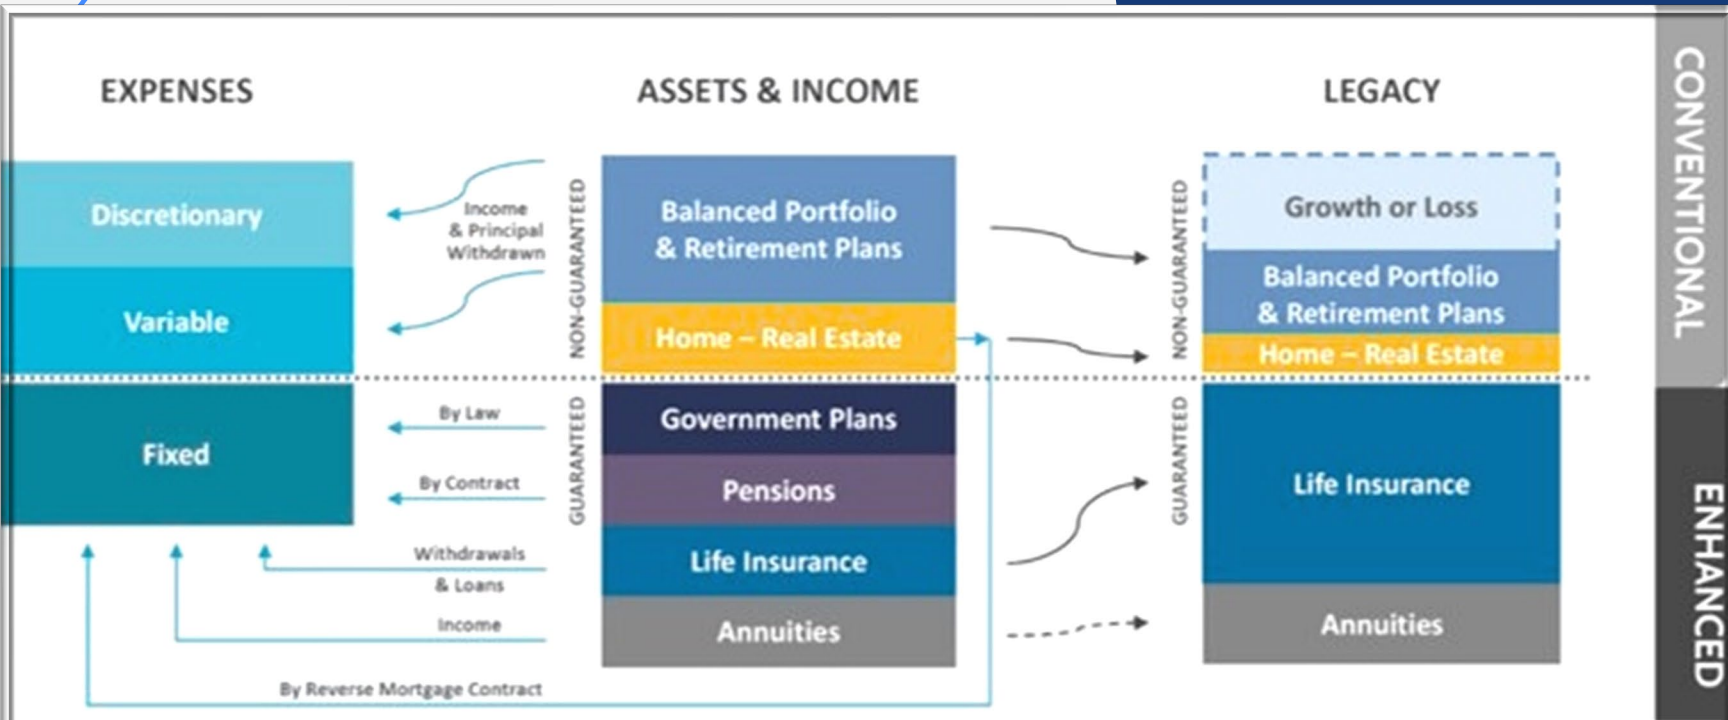 EXPENSES
ASSETS & INCOME
LEGACY
CONVENTIONAL
Discretionary
Variable
Income
& Principal
Withdrawn
NON-GUARANTEED
Balanced Portfolio
& Retirement Plans
Home – Real Estate
NON-GUARANTEED
Growth or Loss
Balanced Portfolio
& Retirement Plans
Home – Real Estate
Fixed
By Law
By Contract
Withdrawals
& Loans
Income
By Reverse Mortgage Contract
GUARANTEED
Government Plans
Pensions
Life Insurance
Annuities
GUARANTEED
Life Insurance
Annuities
ENHANCED